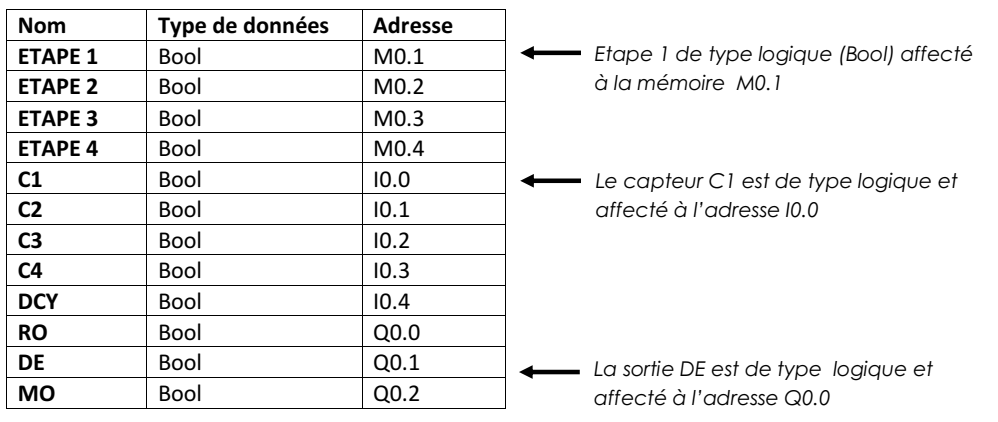 Nom Type de données Adresse
ETAPE 1 Bool M0.1
ETAPE 2 Bool M0.2
ETAPE 3 Bool M0.3
ETAPE 4 Bool M0.4
C1 Bool I0.0
C2 Bool I0.1
C3 Bool I0.2
C4 Bool I0.3
DCY Bool I0.4
RO Bool Q0.0
DE Bool Q0.1
MO Bool Q0.2
Etape 1 de type logique (Bool) affecté
à la mémoire M0.1
Le capteur C1 est de type logique et
affecté à l'adresse I0.0
La sortie DE est de type logique et
affecté à l'adresse Q0.0